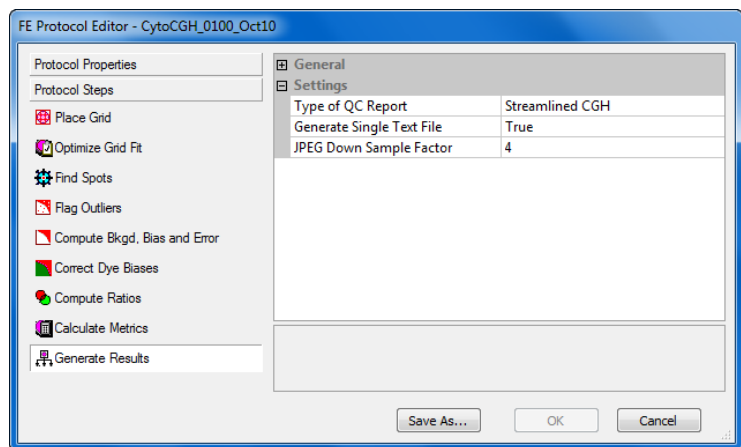 FE Protocol Editor - CytoCGH_0100_Oct10
Protocol Properties
Protocol Steps
Place Grid
Optimize Grid Fit
Find Spots
Flag Outliers
Compute Bkgd, Bias and Error
Correct Dye Biases
Compute Ratios
Calculate Metrics
Generate Results
General
Settings
Type of QC Report Streamlined CGH
Generate Single Text File True
JPEG Down Sample Factor 4
Save As... OK Cancel